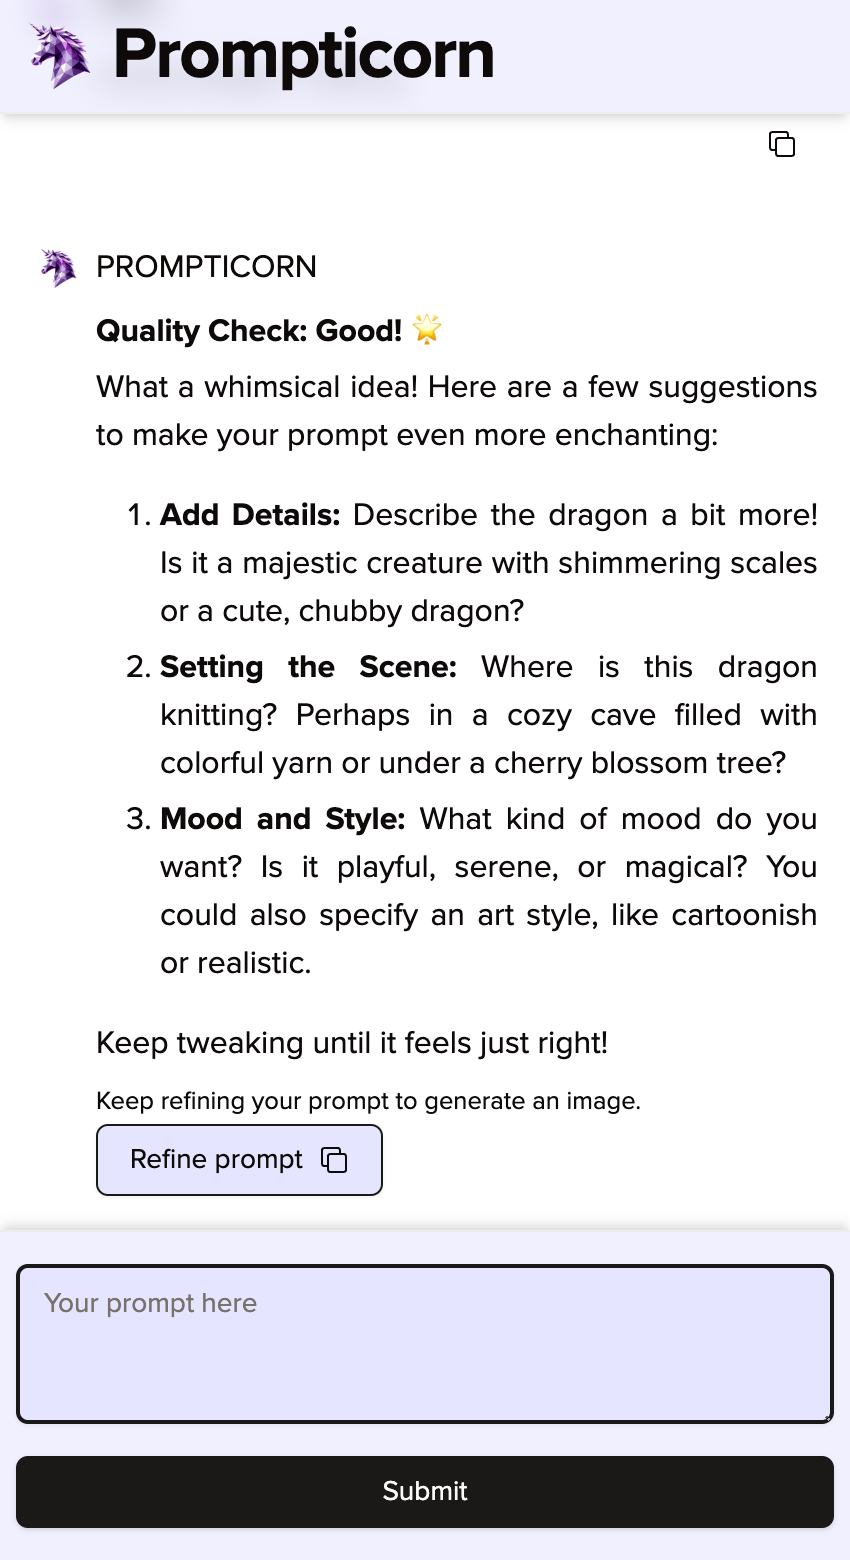 Prompticorn
PROMPTICORN
Quality Check: Good! 🌟
What a whimsical idea! Here are a few suggestions
to make your prompt even more enchanting:
1. Add Details: Describe the dragon a bit more!
Is it a majestic creature with shimmering scales
or a cute, chubby dragon?
2. Setting the Scene: Where is this dragon
knitting? Perhaps in a cozy cave filled with
colorful yarn or under a cherry blossom tree?
3. Mood and Style: What kind of mood do you
want? Is it playful, serene, or magical? You
could also specify an art style, like cartoonish
or realistic.
Keep tweaking until it feels just right!
Keep refining your prompt to generate an image.
Refine prompt
Your prompt here
Submit